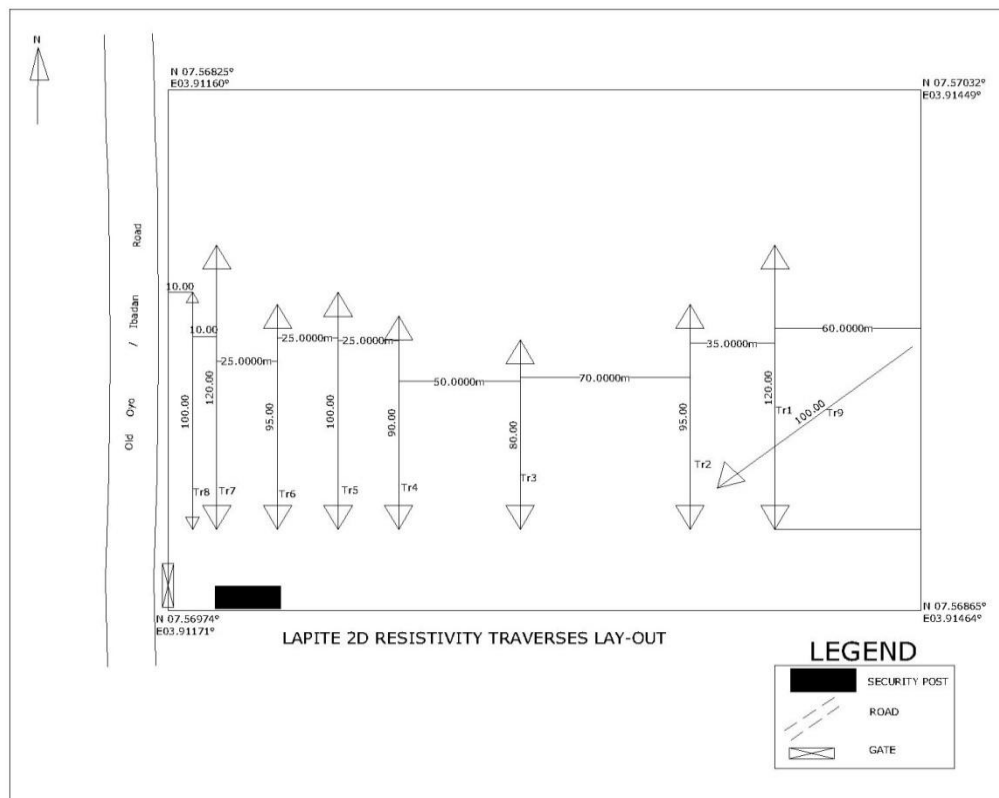 N
N 07.56825°
E03.91160°
N 07.57032°
E03.91449°
Old Oyo / Ibadan Road
10.00
10.00
25.0000m
25.0000m
25.0000m
50.0000m
70.0000m
35.0000m
60.0000m
100.00
120.00
95.00
100.00
90.00
80.00
95.00
120.00
100.00
Tr8
Tr7
Tr6
Tr5
Tr4
Tr3
Tr2
Tr1
Tr9
N 07.56974°
E03.91171°
N 07.56865°
E03.91464°
LAPITE 2D RESISTIVITY TRAVERSES LAY-OUT
LEGEND
SECURITY POST
ROAD
GATE